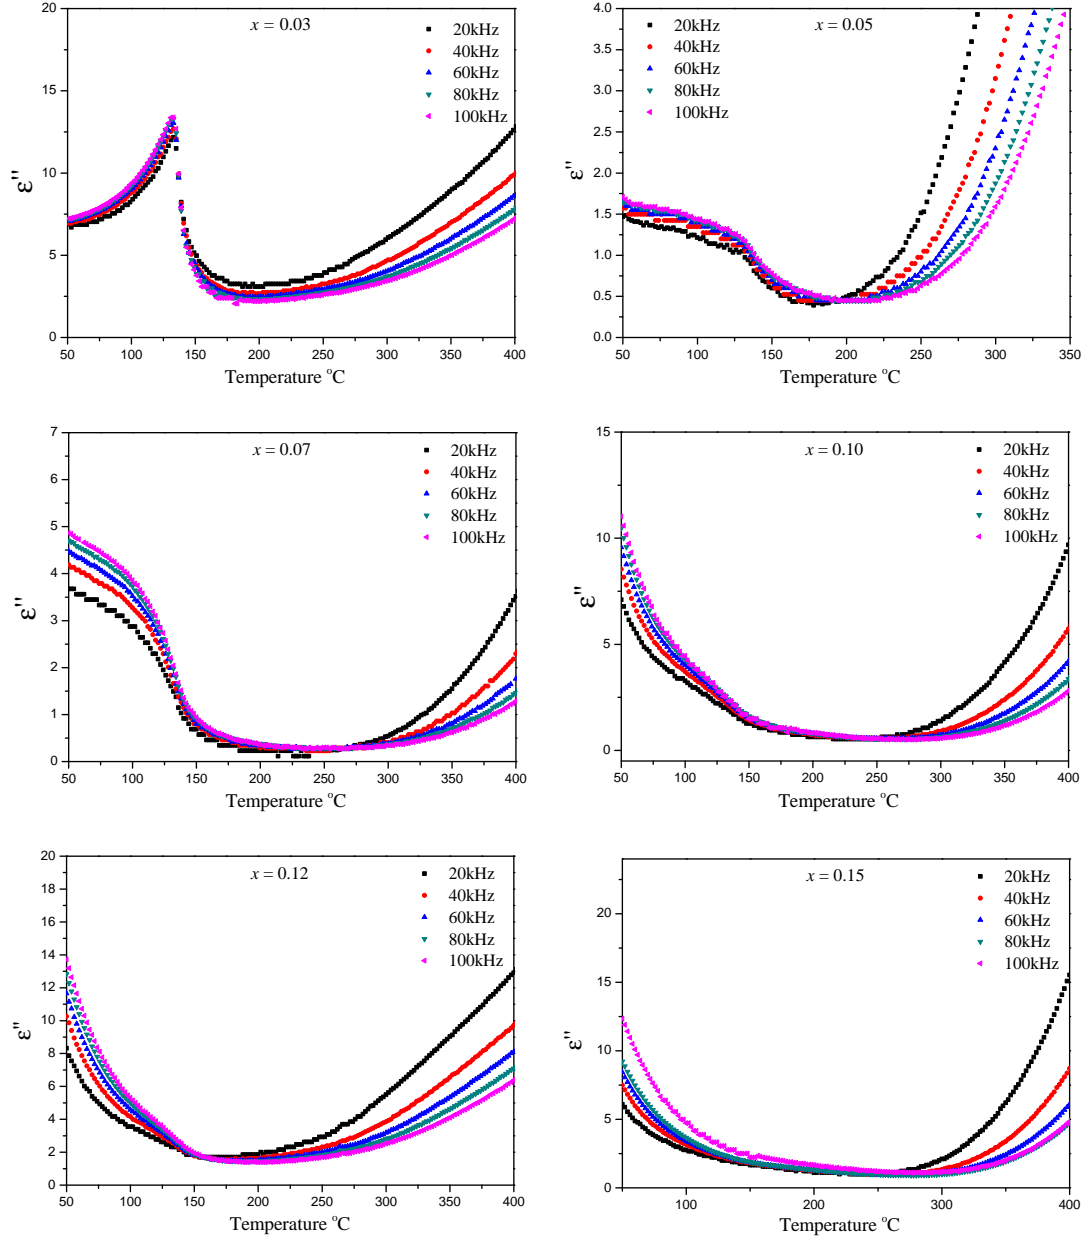 x = 0.03
20kHz
40kHz
60kHz
80kHz
100kHz
20
15
10
5
0
ε"
50 100 150 200 250 300 350 400
Temperature °C
x = 0.05
20kHz
40kHz
60kHz
80kHz
100kHz
4.0
3.5
3.0
2.5
2.0
1.5
1.0
0.5
0.0
ε"
50 100 150 200 250 300 350
Temperature °C
x = 0.07
20kHz
40kHz
60kHz
80kHz
100kHz
7
6
5
4
3
2
1
0
ε"
50 100 150 200 250 300 350 400
Temperature °C
x = 0.10
20kHz
40kHz
60kHz
80kHz
100kHz
15
10
5
0
ε"
50 100 150 200 250 300 350 400
Temperature °C
x = 0.12
20kHz
40kHz
60kHz
80kHz
100kHz
20
18
16
14
12
10
8
6
4
2
0
ε"
50 100 150 200 250 300 350 400
Temperature °C
x = 0.15
20kHz
40kHz
60kHz
80kHz
100kHz
20
15
10
5
0
ε"
100 200 300 400
Temperature °C